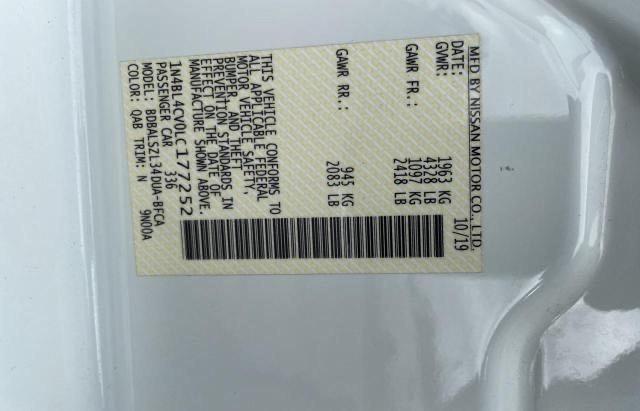 MFD BY NISSAN MOTOR CO., LTD.
DATE: 10/19
GVWR: 1963 KG
4328 LB
GAWR FR.: 1097 KG
2418 LB
GAWR RR.: 945 KG
2083 LB
THIS VEHICLE CONFORMS TO
ALL APPLICABLE FEDERAL
MOTOR VEHICLE SAFETY,
BUMPER, AND THEFT
PREVENTION STANDARDS IN
EFFECT ON THE DATE OF
MANUFACTURE SHOWN ABOVE.
1N4BL4CV0LC177252
PASSENGER CAR 336
MODEL: BDBALSZL34DUA-BFCA
COLOR: QAB TRIM: N 9N00A